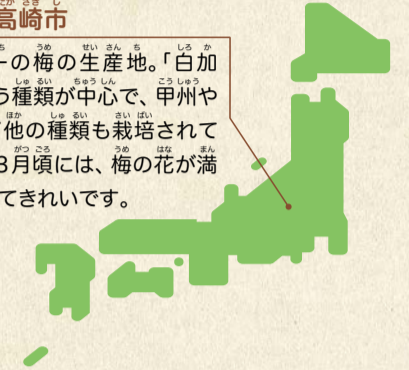 高崎市
一の梅の生産地。「白加
う種類が中心で、甲州や
他の種類も栽培されて
3月頃には、梅の花が満
てきれいです。